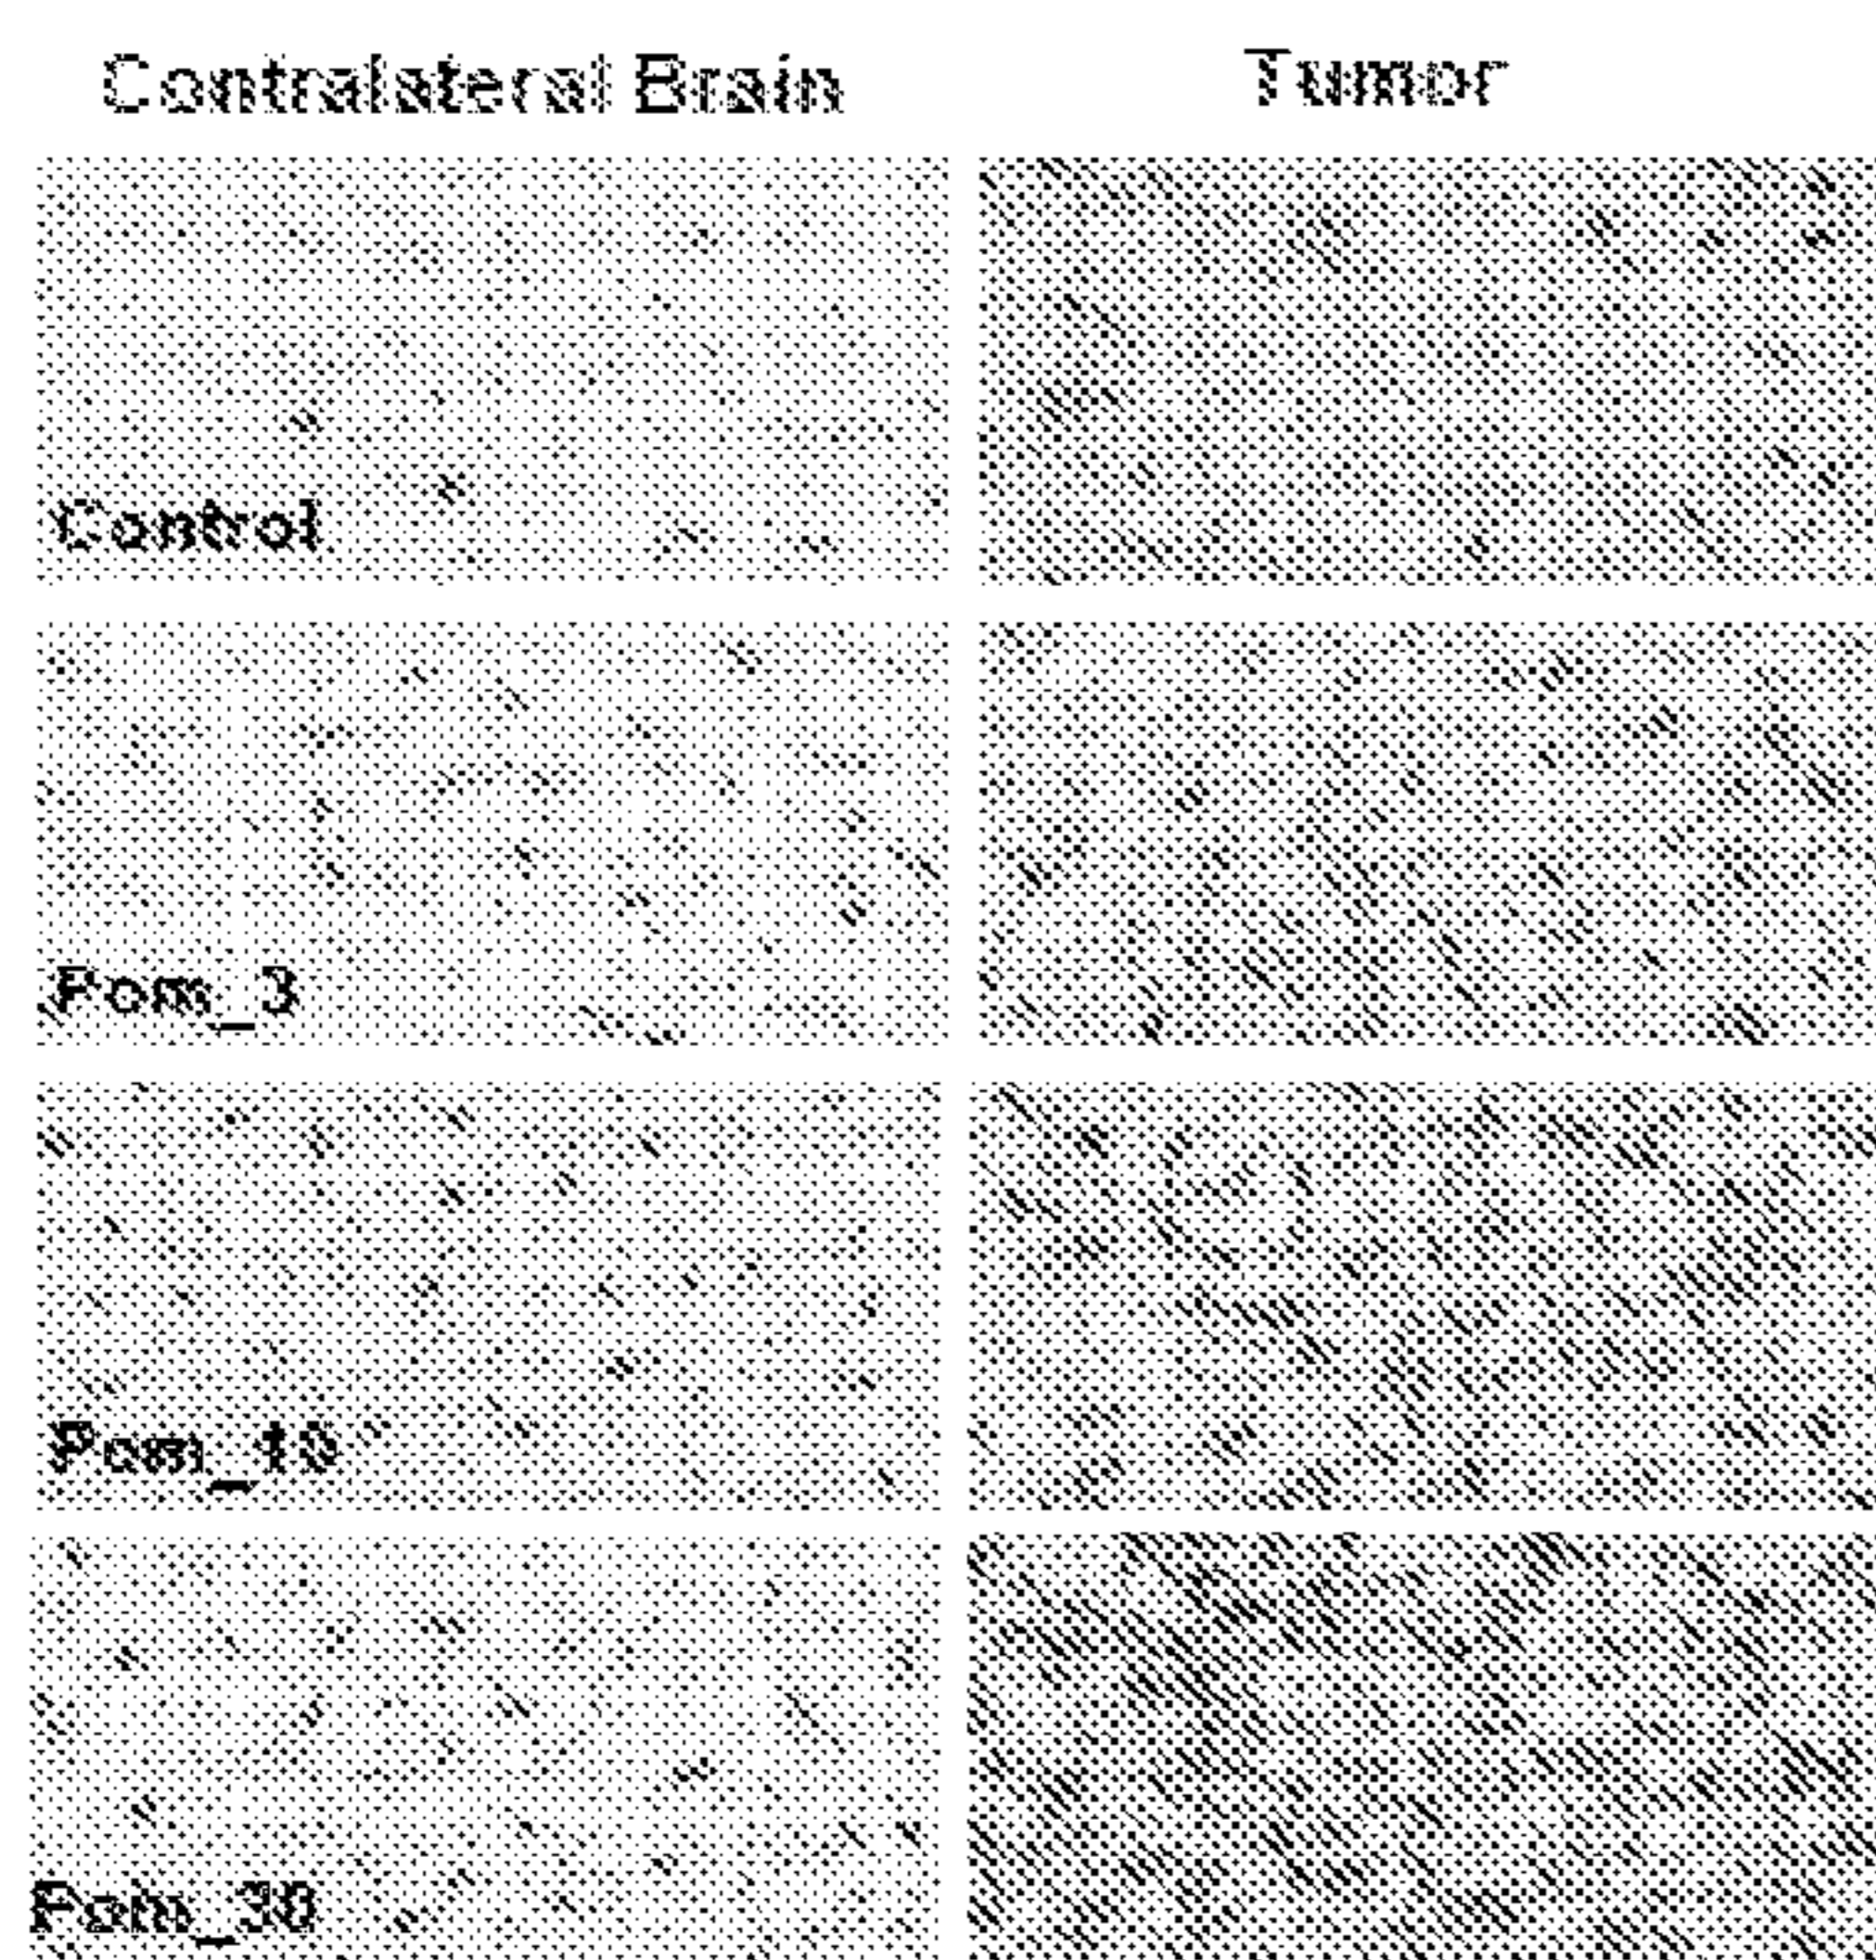 Contralateral Brain
Tumor
Control
Pom_3
Pom_10
Pom_30